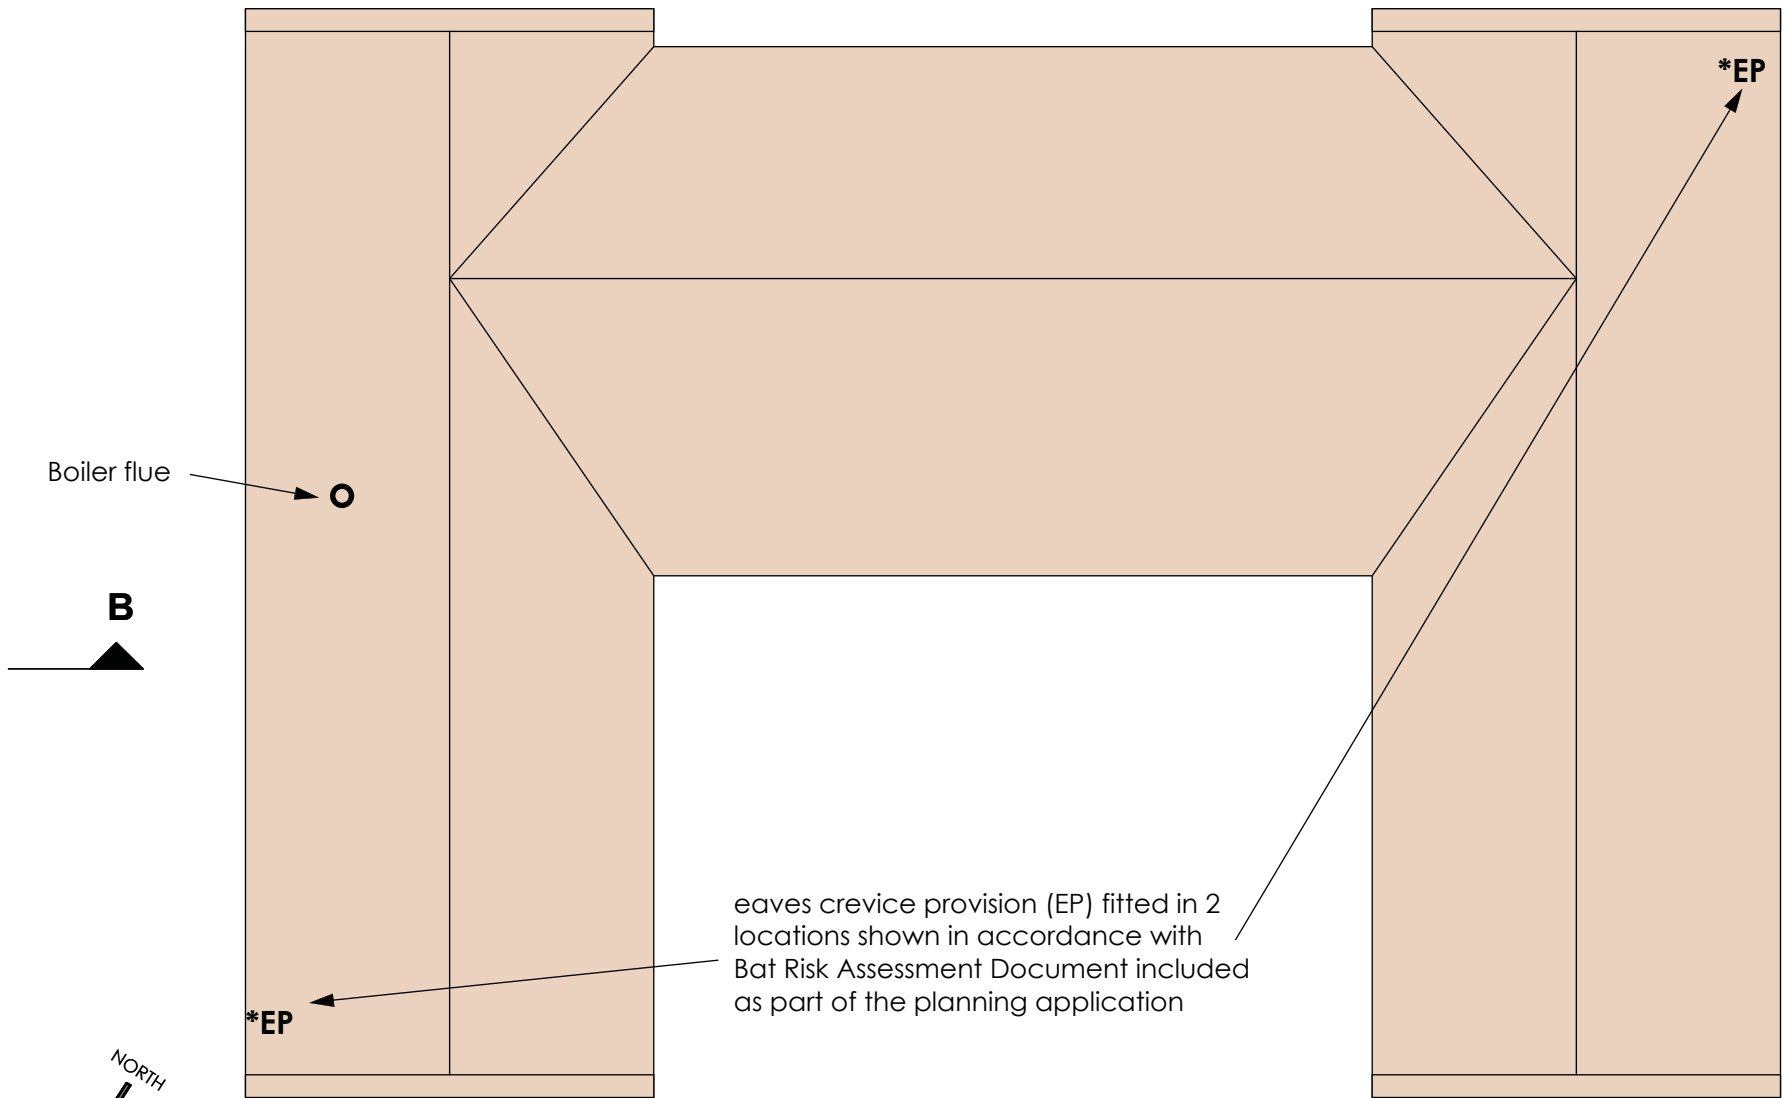 *EP
Boiler flue
B
eaves crevice provision (EP) fitted in 2
locations shown in accordance with
Bat Risk Assessment Document included
as part of the planning application
*EP
NORTH